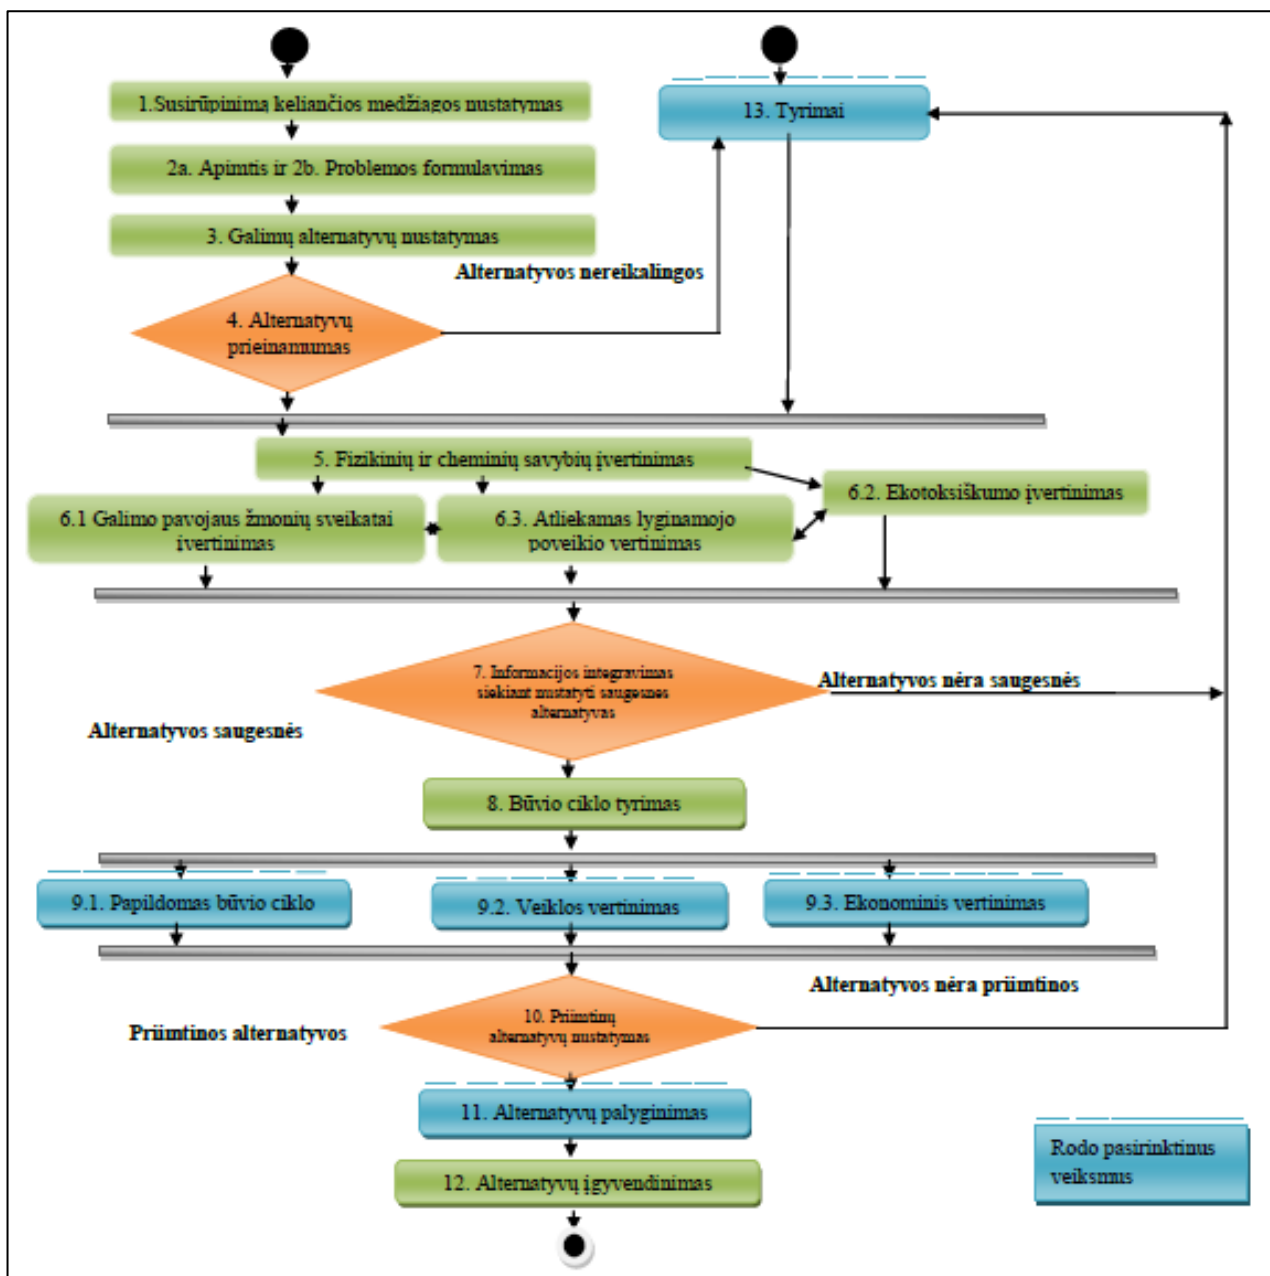 1.Susirūpinimą keliančios medžiagos nustatymas
13. Tyrimai
2a. Apimtis ir 2b. Problemos formulavimas
3. Galimų alternatyvų nustatymas
Alternatyvos nereikalingos
4. Alternatyvų
prieinamumas
5. Fizikinių ir cheminių savybių įvertinimas
6.2. Ekotoksiškumo įvertinimas
6.1 Galimo pavojaus žmonių sveikatai
įvertinimas
6.3. Atliekamas lyginamojo
poveikio vertinimas
7. Informacijos integravimas
siekiant nustatyti saugesnes
alternatyvas
Alternatyvos nėra saugesnės
Alternatyvos saugesnės
8. Būvio ciklo tyrimas
9.1. Papildomas būvio ciklo
9.2. Veiklos vertinimas
9.3. Ekonominis vertinimas
Alternatyvos nėra priimtinos
Priimtinos alternatyvos
10. Priimtinų
alternatyvų nustatymas
11. Alternatyvų palyginimas
12. Alternatyvų įgyvendinimas
Rodo pasirinktinus
veiksmus